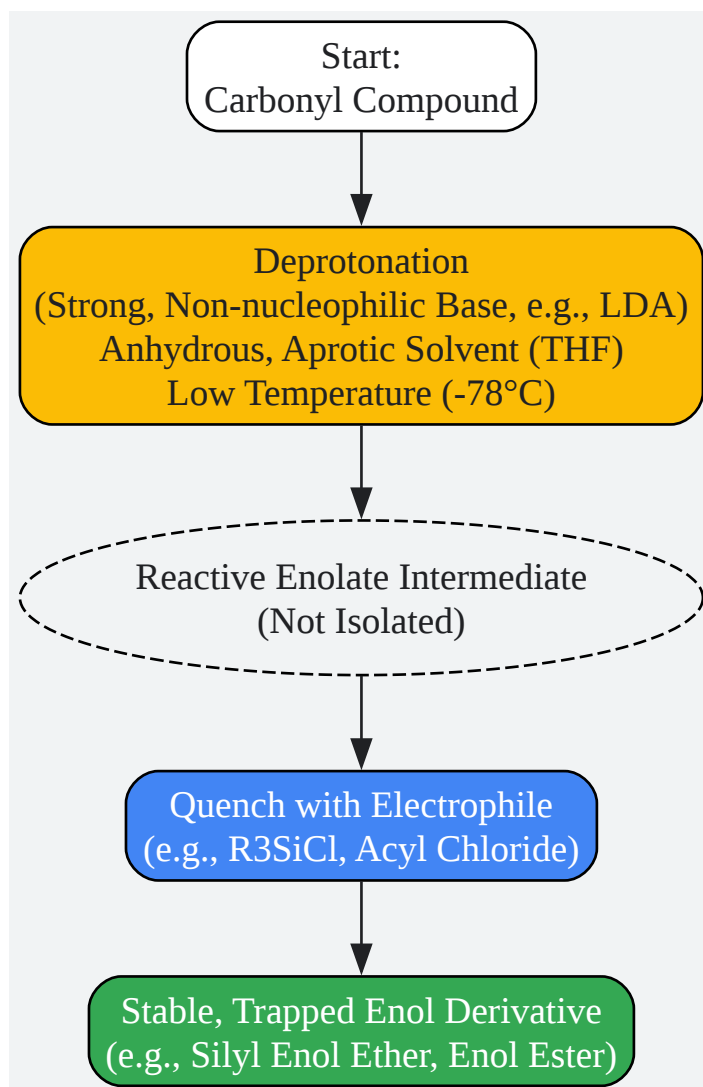 Start:
Carbonyl Compound
Deprotonation
(Strong, Non-nucleophilic Base, e.g., LDA)
Anhydrous, Aprotic Solvent (THF)
Low Temperature (-78°C)
Reactive Enolate Intermediate
(Not Isolated)
Quench with Electrophile
(e.g., R3SiCl, Acyl Chloride)
Stable, Trapped Enol Derivative
(e.g., Silyl Enol Ether, Enol Ester)